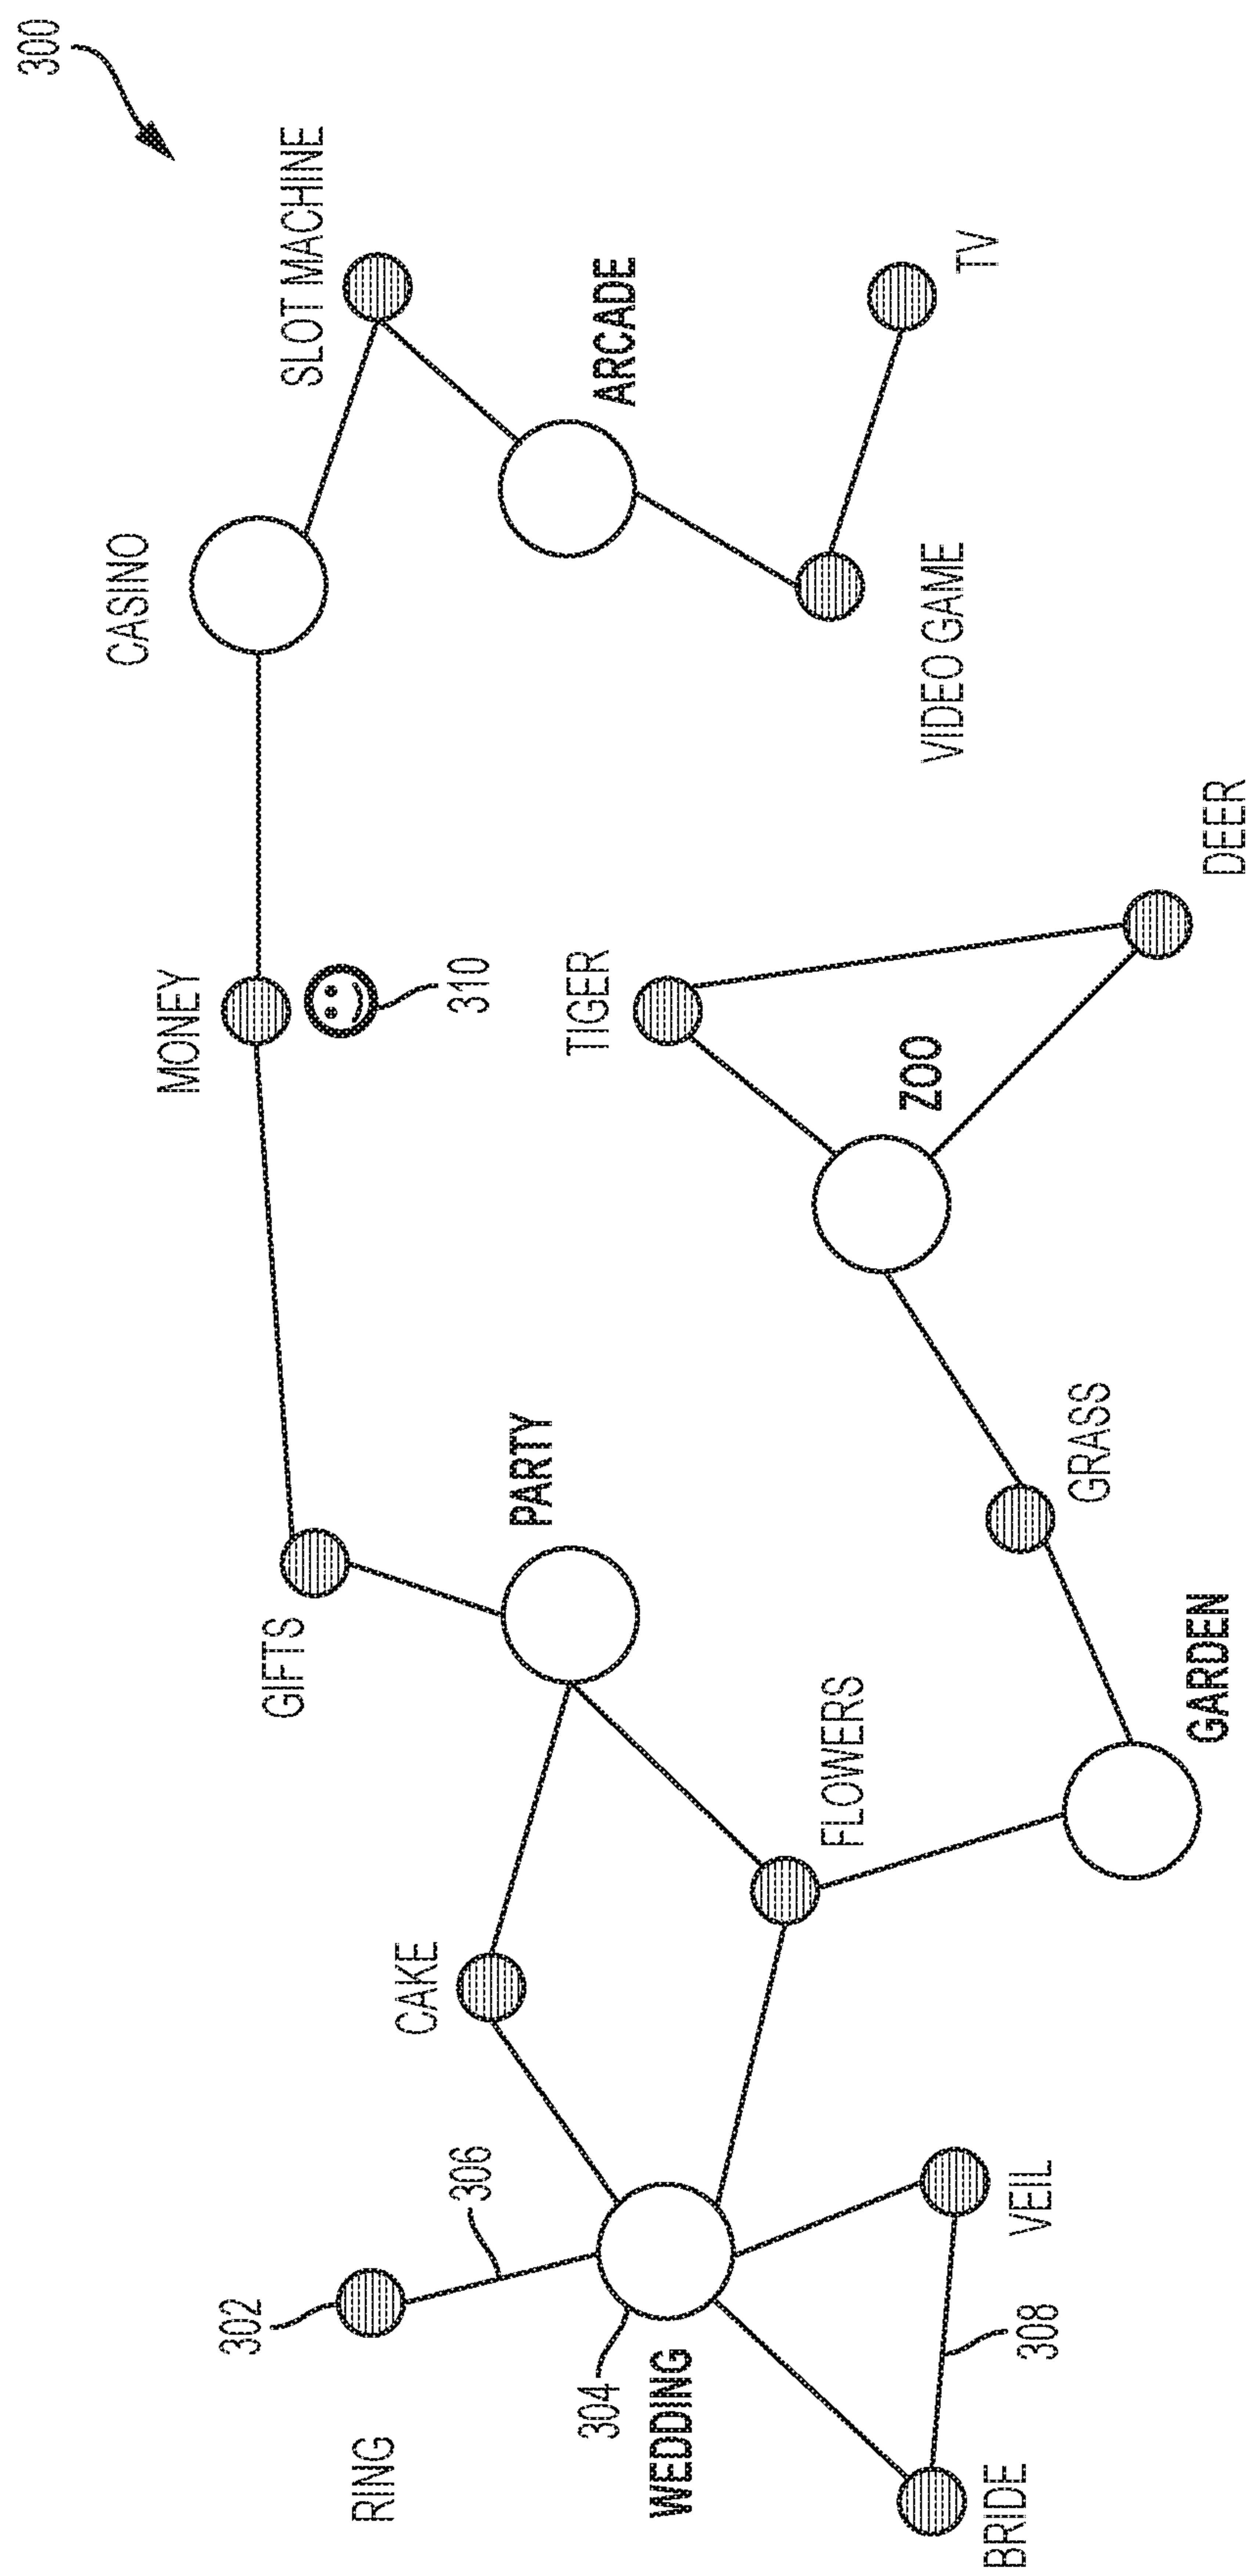 300
SLOT MACHINE
CASINO
ARCADE
TV
VIDEO GAME
MONEY
310
TIGER
ZOO
DEER
GIFTS
PARTY
GRASS
FLOWERS
GARDEN
CAKE
302
306
RING
304
WEDDING
VEIL
308
BRIDE